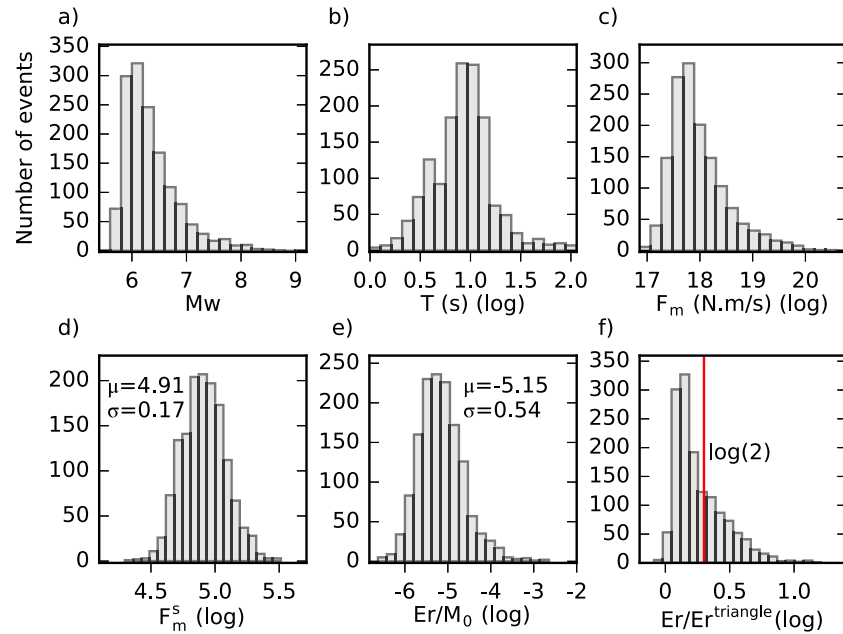 a) b) c)
350
300
250
200
150
100
50
0
Number of events
6 7 8 9
Mw
250
200
150
100
50
0
0.0 0.5 1.0 1.5 2.0
T (s) (log)
300
250
200
150
100
50
0
17 18 19 20
Fm (N.m/s) (log)
d) e) f)
200
150
100
50
0
μ=4.91
σ=0.17
4.5 5.0 5.5
Fms (log)
250
200
150
100
50
0
μ=-5.15
σ=0.54
-6 -5 -4 -3 -2
Er/M0 (log)
350
300
250
200
150
100
50
0
log(2)
0 0.5 1.0
Er/Ertriangle(log)